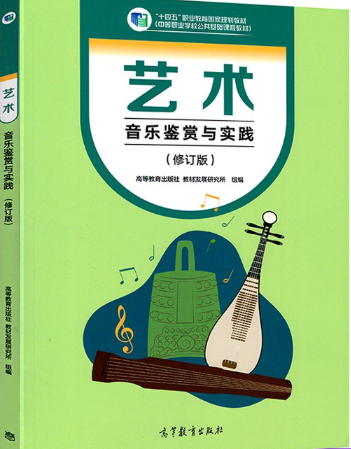 "十四五"职业教育国家规划教材
(中等职业学校公共基础课程教材)
艺术
音乐鉴赏与实践
(修订版)
高等教育出版社 教材发展研究所 组编
高等教育出版社
艺术
音乐鉴赏与实践
(修订版)
高等教育出版社 教材发展研究所 组编